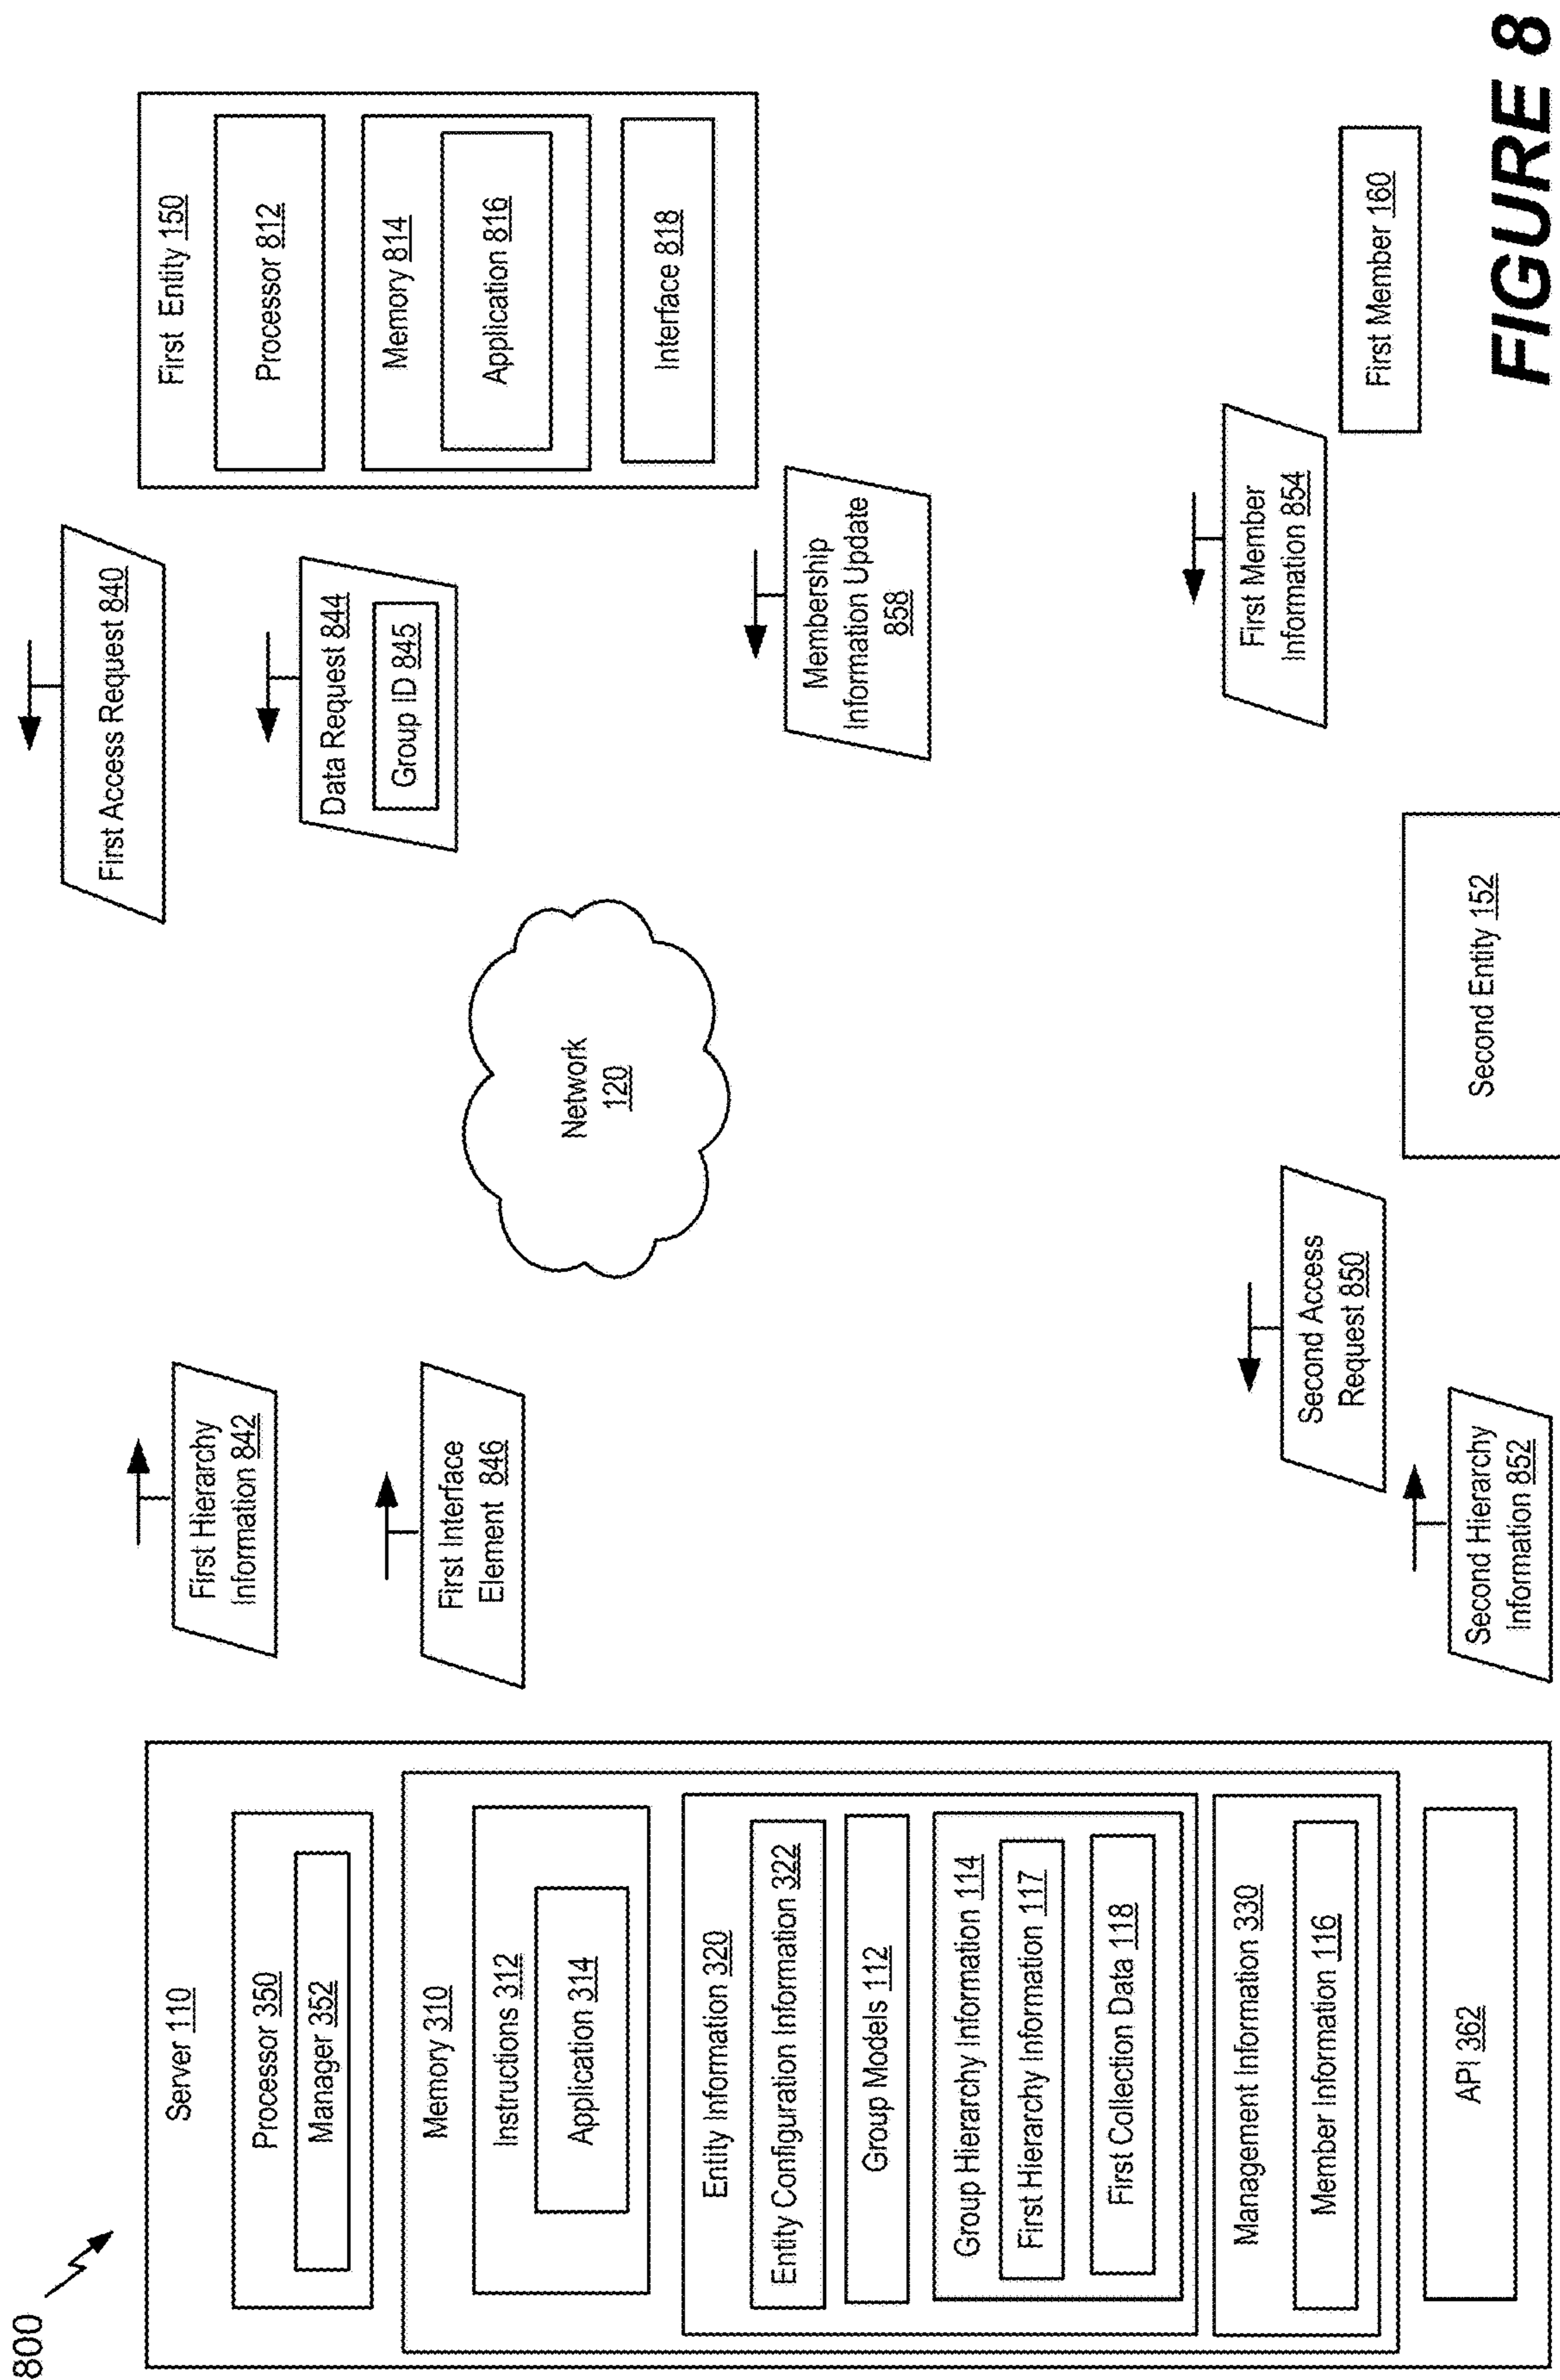 800
Server 110
Processor 350
Manager 352
Memory 310
Instructions 312
Application 314
Entity Information 320
Entity Configuration Information 322
Group Models 112
Group Hierarchy Information 114
First Hierarchy Information 117
First Collection Data 118
Management Information 330
Member Information 116
API 362
First Hierarchy
Information 842
First Interface
Element 846
Second Access
Request 850
Second Hierarchy
Information 852
Network
120
First Access Request 840
Data Request 844
Group ID 845
Membership
Information Update
858
First Member
Information 854
Second Entity 152
First Entity 150
Processor 812
Memory 814
Application 816
Interface 818
First Member 160
FIGURE 8